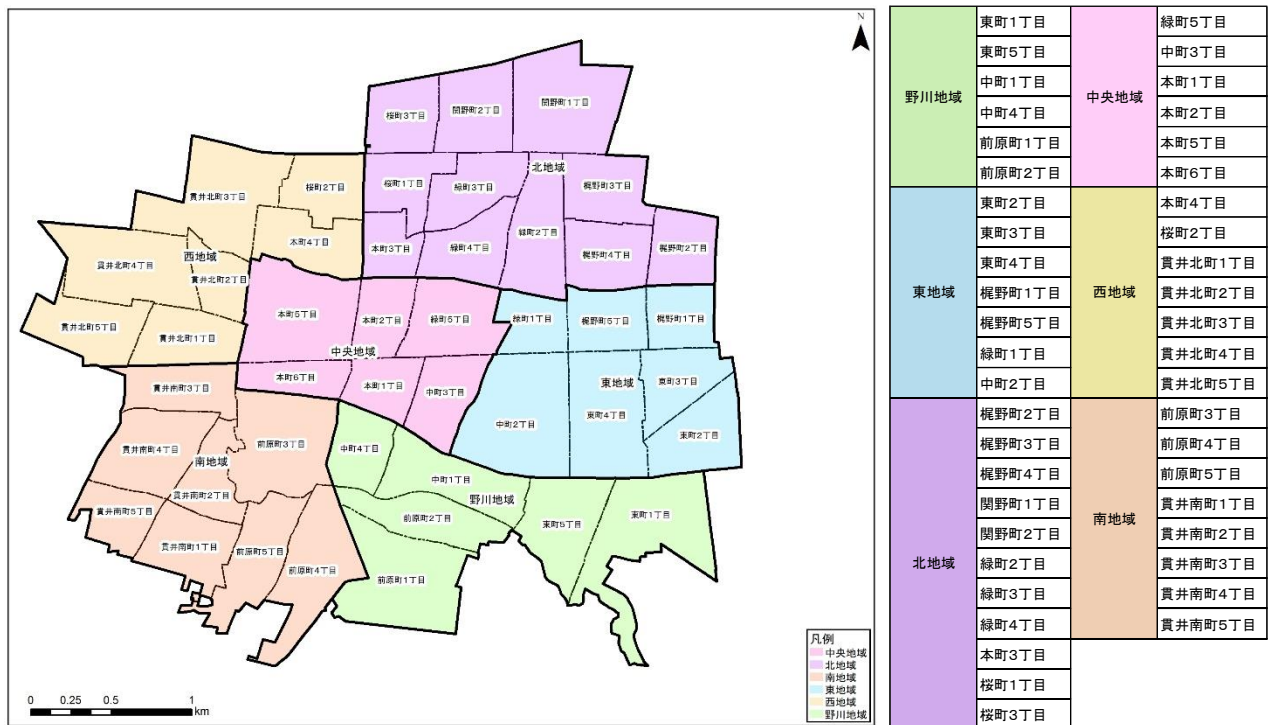 N
関野町1丁目
関野町2丁目
桜町3丁目
北地域
桜町1丁目
緑町3丁目
梶野町3丁目
桜町2丁目
貫井北町3丁目
緑町2丁目
本町4丁目
本町3丁目
緑町4丁目
梶野町4丁目
梶野町2丁目
西地域
貫井北町4丁目
貫井北町2丁目
本町5丁目
本町2丁目
緑町5丁目
緑町1丁目
梶野町5丁目
梶野町1丁目
貫井北町5丁目
貫井北町1丁目
中央地域
本町6丁目
本町1丁目
中町3丁目
東地域
東町3丁目
貫井南町3丁目
東町4丁目
中町2丁目
東町2丁目
前原町3丁目
中町4丁目
貫井南町4丁目
南地域
中町1丁目
貫井南町2丁目
野川地域
貫井南町5丁目
前原町2丁目
東町5丁目
東町1丁目
貫井南町1丁目
前原町5丁目
前原町4丁目
前原町1丁目
凡例
中央地域
北地域
南地域
東地域
西地域
野川地域
0 0.25 0.5 1
km
野川地域
東町1丁目
東町5丁目
中町1丁目
中町4丁目
前原町1丁目
前原町2丁目
東地域
東町2丁目
東町3丁目
東町4丁目
梶野町1丁目
梶野町5丁目
緑町1丁目
中町2丁目
北地域
梶野町2丁目
梶野町3丁目
梶野町4丁目
関野町1丁目
関野町2丁目
緑町2丁目
緑町3丁目
緑町4丁目
本町3丁目
桜町1丁目
桜町3丁目
中央地域
緑町5丁目
中町3丁目
本町1丁目
本町2丁目
本町5丁目
本町6丁目
西地域
本町4丁目
桜町2丁目
貫井北町1丁目
貫井北町2丁目
貫井北町3丁目
貫井北町4丁目
貫井北町5丁目
南地域
前原町3丁目
前原町4丁目
前原町5丁目
貫井南町1丁目
貫井南町2丁目
貫井南町3丁目
貫井南町4丁目
貫井南町5丁目